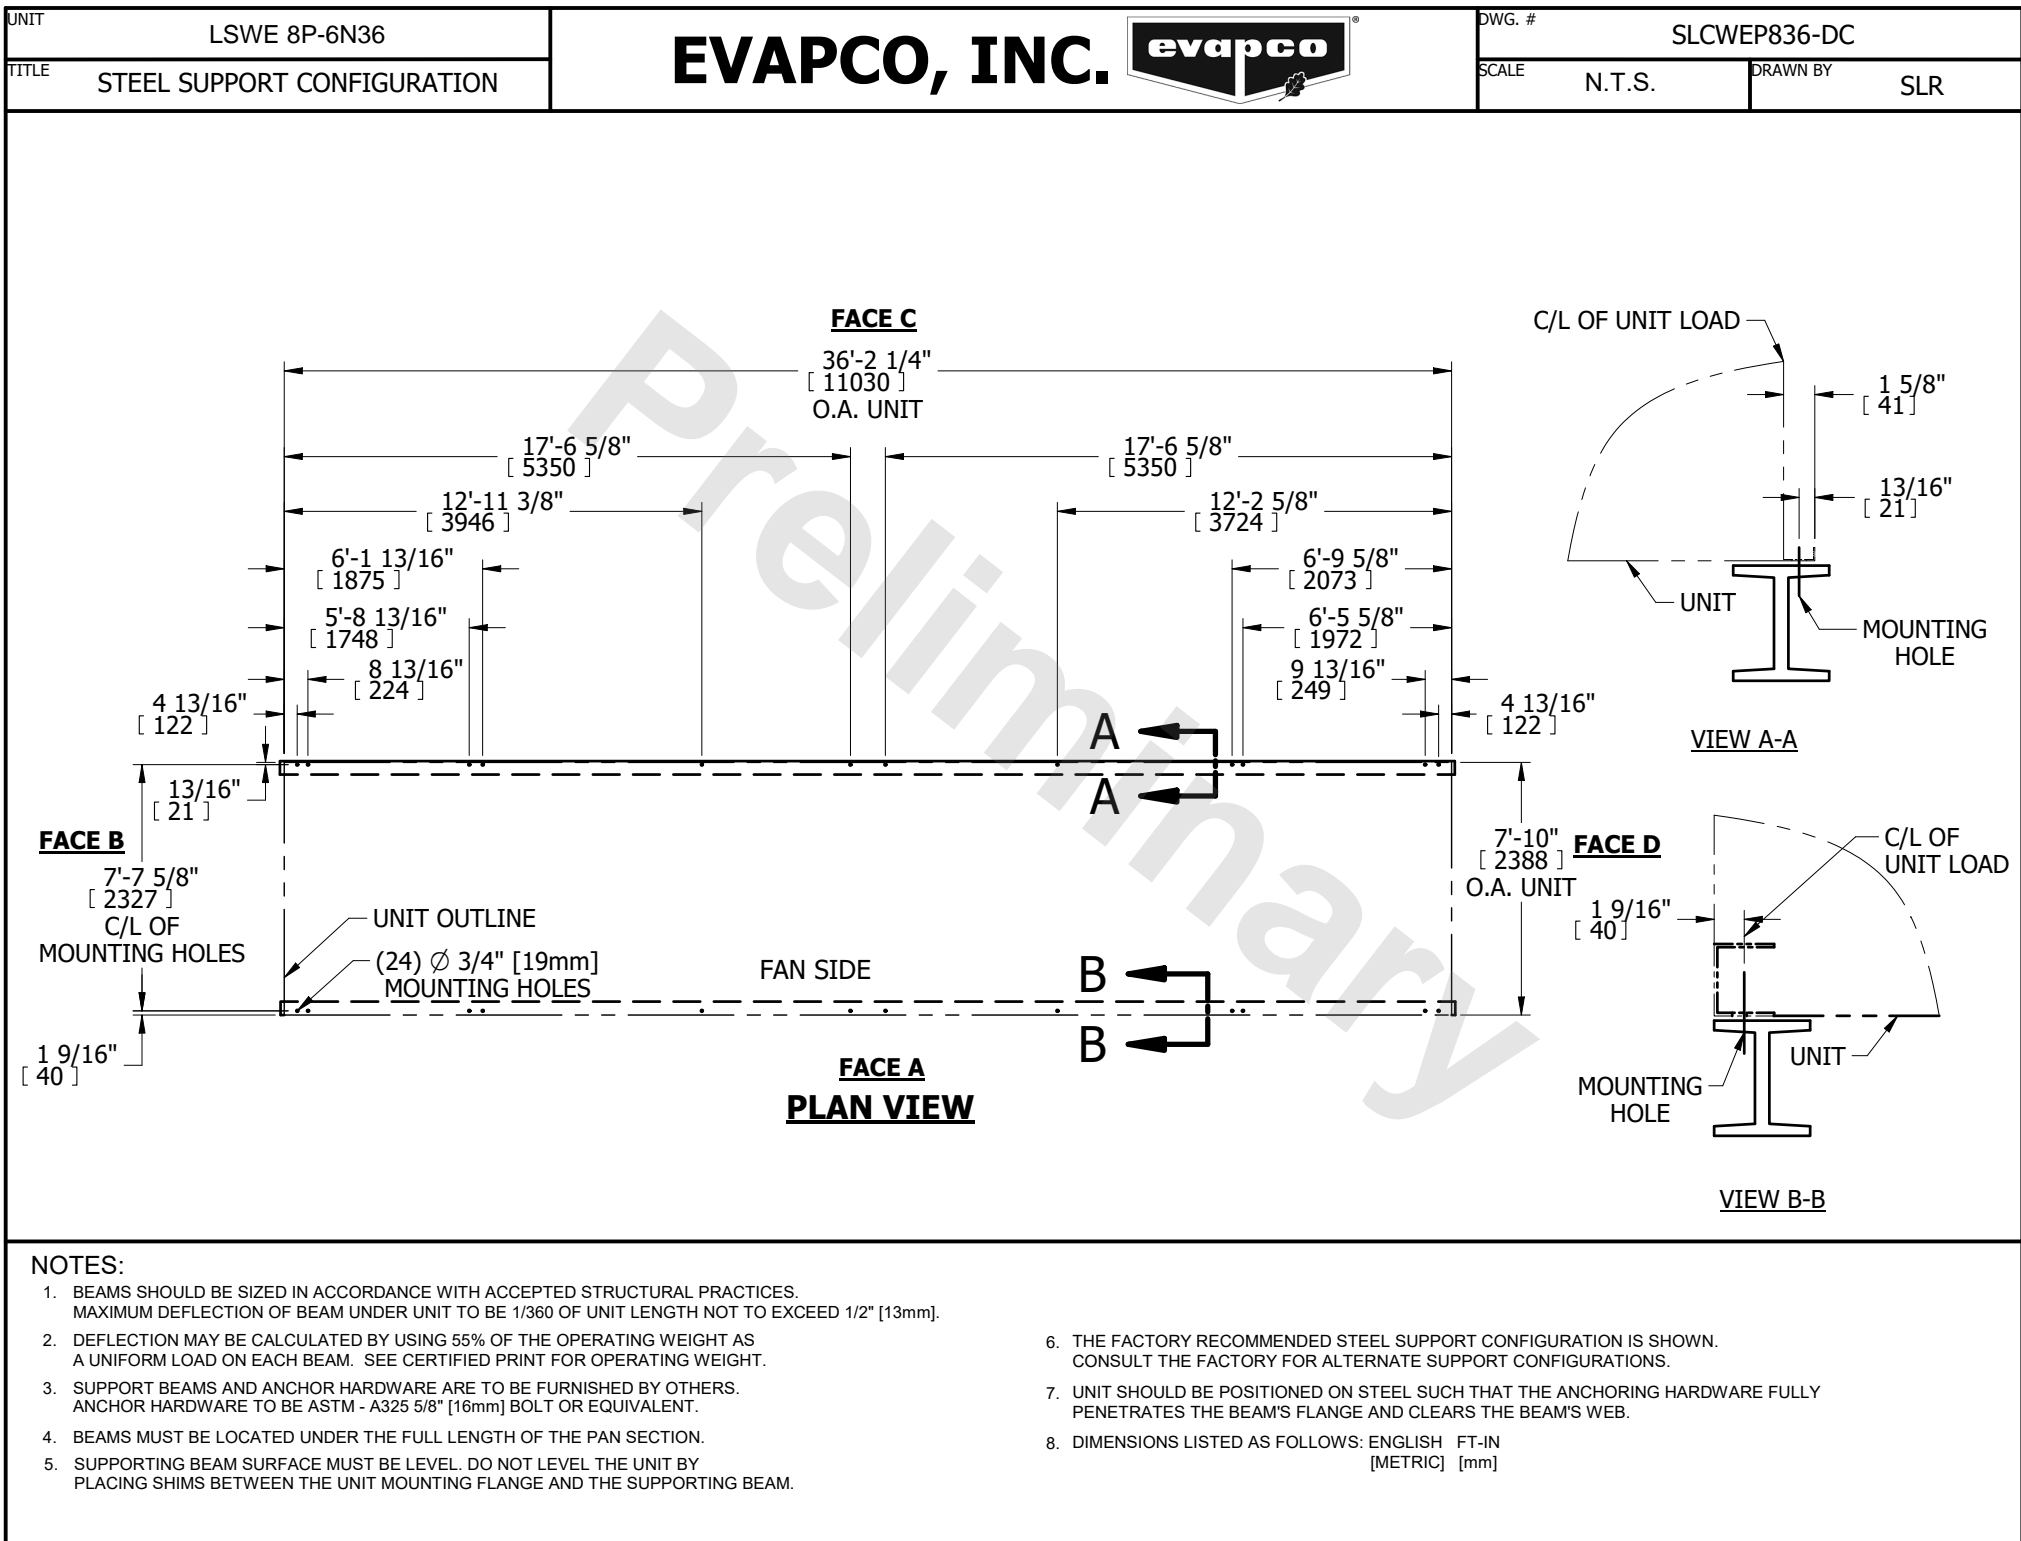 UNIT
LSWE 8P-6N36
TITLE
STEEL SUPPORT CONFIGURATION
EVAPCO, INC.
evapco
®
DWG. #
SLCWEP836-DC
SCALE
N.T.S.
DRAWN BY
SLR
Preliminary
FACE C
36'-2 1/4"
[ 11030 ]
O.A. UNIT
17'-6 5/8"
[ 5350 ]
17'-6 5/8"
[ 5350 ]
12'-11 3/8"
[ 3946 ]
12'-2 5/8"
[ 3724 ]
6'-1 13/16"
[ 1875 ]
6'-9 5/8"
[ 2073 ]
5'-8 13/16"
[ 1748 ]
6'-5 5/8"
[ 1972 ]
8 13/16"
[ 224 ]
9 13/16"
[ 249 ]
4 13/16"
[ 122 ]
4 13/16"
[ 122 ]
A
A
13/16"
[ 21 ]
FACE B
7'-7 5/8"
[ 2327 ]
C/L OF
MOUNTING HOLES
7'-10"
[ 2388 ]
O.A. UNIT
FACE D
UNIT OUTLINE
(24) Ø 3/4" [19mm]
MOUNTING HOLES
FAN SIDE
B
B
1 9/16"
[ 40 ]
FACE A
PLAN VIEW
C/L OF UNIT LOAD
1 5/8"
[ 41 ]
13/16"
[ 21 ]
UNIT
MOUNTING
HOLE
VIEW A-A
C/L OF
UNIT LOAD
1 9/16"
[ 40 ]
UNIT
MOUNTING
HOLE
VIEW B-B
NOTES:
1. BEAMS SHOULD BE SIZED IN ACCORDANCE WITH ACCEPTED STRUCTURAL PRACTICES.
MAXIMUM DEFLECTION OF BEAM UNDER UNIT TO BE 1/360 OF UNIT LENGTH NOT TO EXCEED 1/2" [13mm].
2. DEFLECTION MAY BE CALCULATED BY USING 55% OF THE OPERATING WEIGHT AS
A UNIFORM LOAD ON EACH BEAM. SEE CERTIFIED PRINT FOR OPERATING WEIGHT.
3. SUPPORT BEAMS AND ANCHOR HARDWARE ARE TO BE FURNISHED BY OTHERS.
ANCHOR HARDWARE TO BE ASTM - A325 5/8" [16mm] BOLT OR EQUIVALENT.
4. BEAMS MUST BE LOCATED UNDER THE FULL LENGTH OF THE PAN SECTION.
5. SUPPORTING BEAM SURFACE MUST BE LEVEL. DO NOT LEVEL THE UNIT BY
PLACING SHIMS BETWEEN THE UNIT MOUNTING FLANGE AND THE SUPPORTING BEAM.
6. THE FACTORY RECOMMENDED STEEL SUPPORT CONFIGURATION IS SHOWN.
CONSULT THE FACTORY FOR ALTERNATE SUPPORT CONFIGURATIONS.
7. UNIT SHOULD BE POSITIONED ON STEEL SUCH THAT THE ANCHORING HARDWARE FULLY
PENETRATES THE BEAM'S FLANGE AND CLEARS THE BEAM'S WEB.
8. DIMENSIONS LISTED AS FOLLOWS: ENGLISH FT-IN
[METRIC] [mm]